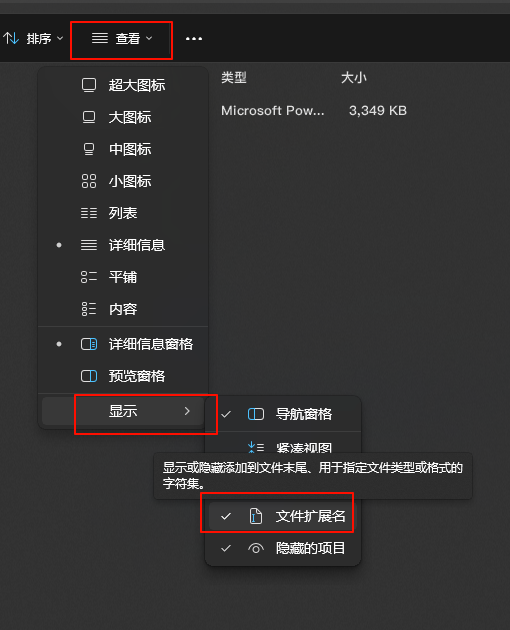 排序
查看
类型
大小
Microsoft Pow...
3,349 KB
超大图标
大图标
中图标
小图标
列表
详细信息
平铺
内容
详细信息窗格
预览窗格
显示
导航窗格
紧凑视图
显示或隐藏添加到文件末尾、用于指定文件类型或格式的
字符集。
文件扩展名
隐藏的项目